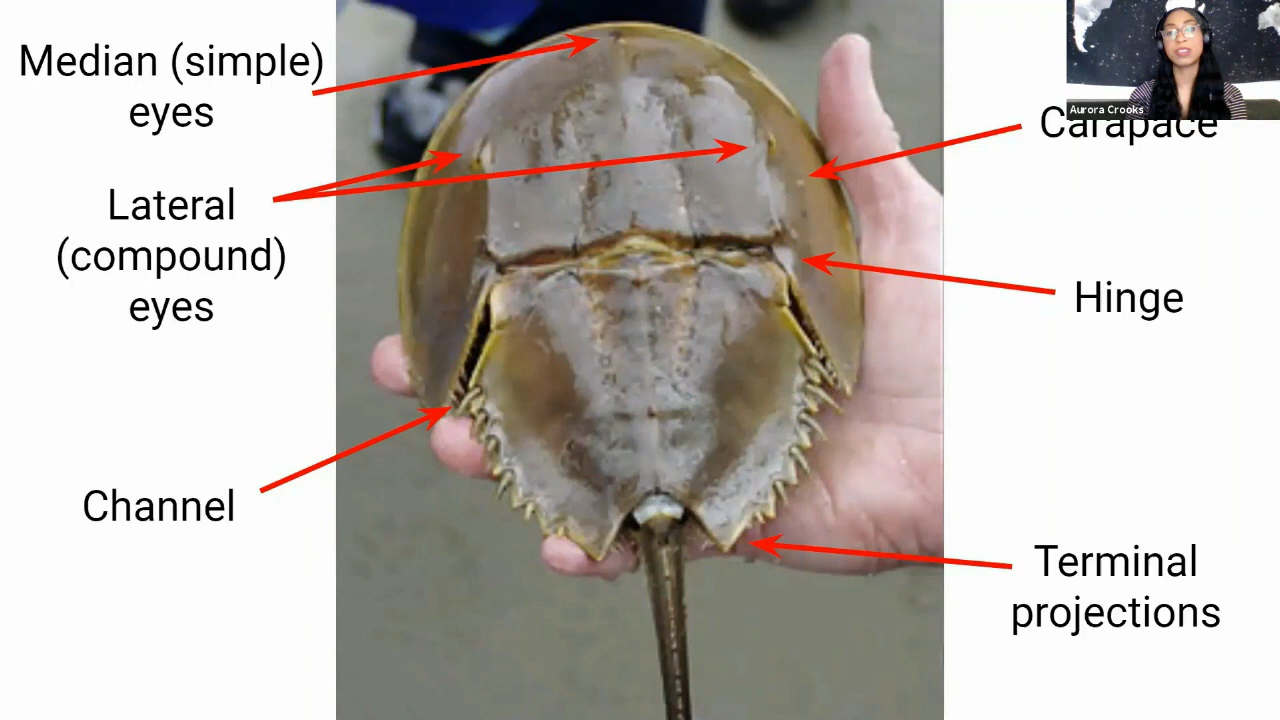 Median (simple)
eyes
Lateral
(compound)
eyes
Channel
Aurora Crooks
Carapace
Hinge
Terminal
projections